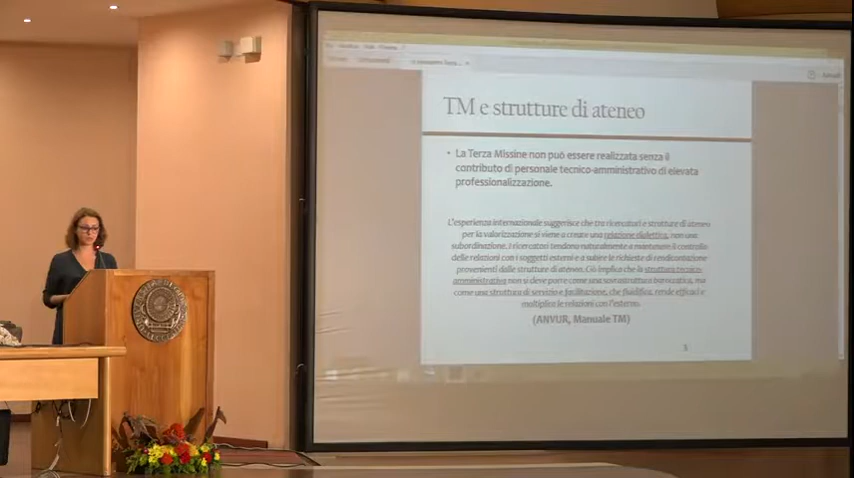 TM e strutture di ateneo
• La Terza Missine non può essere realizzata senza il
contributo di personale tecnico-amministrativo di elevata
professionalizzazione.
L'esperienza internazionale suggerisce che tra ricercatori e strutture di ateneo
per la valorizzazione si viene a creare una relazione dialettica, non una
subordinazione. I ricercatori tendono naturalmente a mantenere il controllo
delle relazioni con i soggetti esterni e a subire le richieste di rendicontazione
provenienti dalle strutture di ateneo. Ciò implica che la struttura tecnico-
amministrativa non si deve porre come una sovrastruttura burocratica, ma
come una struttura di servizio e facilitazione, che fluidifica, rende efficaci e
moltiplica le relazioni con l'esterno.
(ANVUR, Manuale TM)